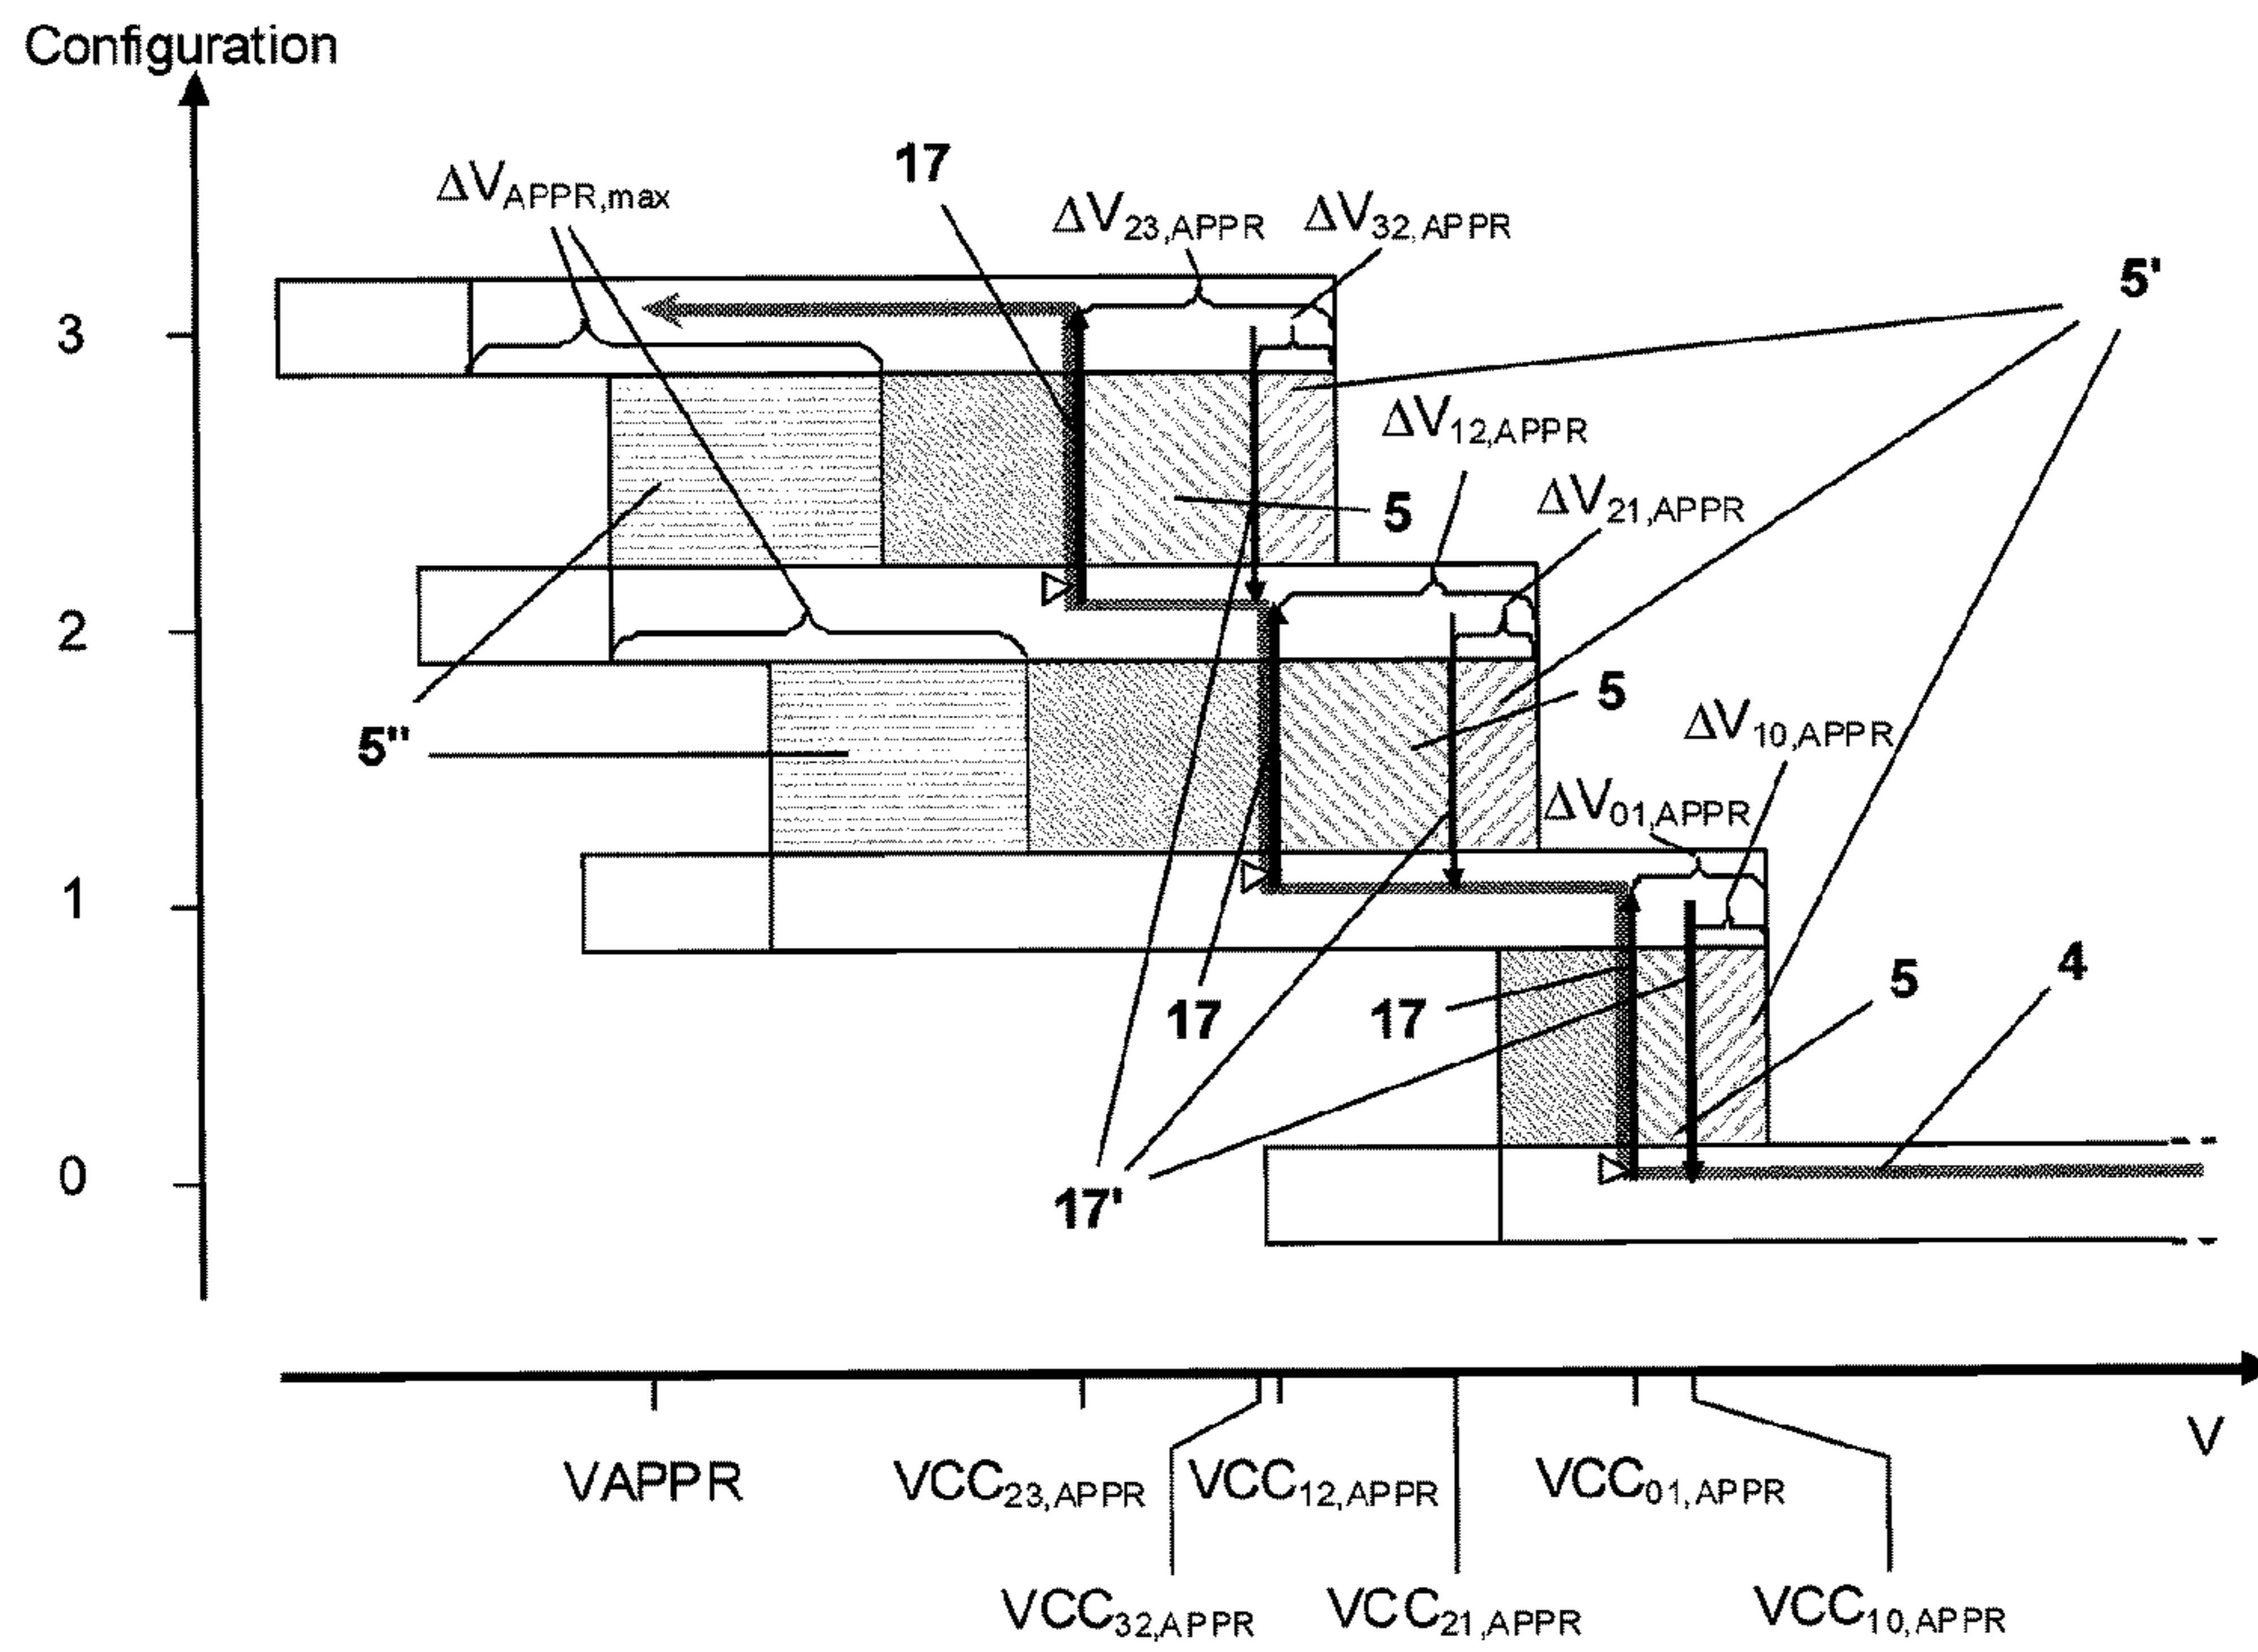 Configuration
17
ΔVAPPR,max
ΔV23,APPR
ΔV32,APPR
5'
3
ΔV12,APPR
ΔV21,APPR
5
2
5
ΔV10,APPR
5''
ΔV01,APPR
1
17
17
5
4
0
17'
V
VAPPR
VCC23,APPR
VCC12,APPR
VCC01,APPR
VCC32,APPR
VCC21,APPR
VCC10,APPR